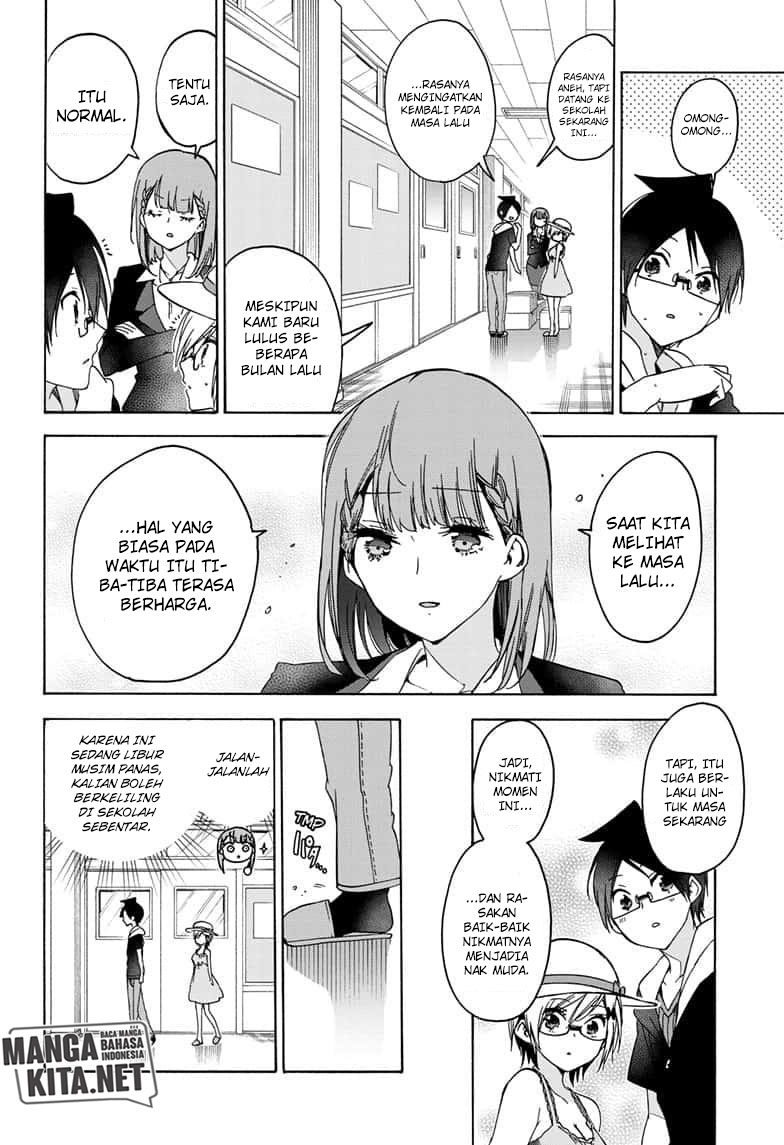 OMONG-
OMONG...
RASANYA
ANEH, TAPI
DATANG KE
SEKOLAH
SEKARANG
INI...
...RASANYA
MENGINGATKAN
KEMBALI PADA
MASA LALU
MESKIPUN
KAMI BARU
LULUS BE-
BERAPA
BULAN LALU
TENTU
SAJA.
ITU
NORMAL.
SAAT KITA
MELIHAT
KE MASA
LALU...
...HAL YANG
BIASA PADA
WAKTU ITU TI-
BA-TIBA TERASA
BERHARGA.
TAPI, ITU
JUGA BER-
LAKU UN-
TUK MASA
SEKARANG
JADI,
NIKMATI
MOMEN
INI...
...DAN RA-
SAKAN
BAIK-BAIK
NIKMATNYA
MENJADIA
NAK MUDA.
TMP
JALAN-
JALANLAH
KARENA INI
SEDANG LIBUR
MUSIM PANAS,
KALIAN BOLEH
BERKELILING
DI SEKOLAH
SEBENTAR.
MANGA
KITA.NET
BACA MANGA
BAHASA
INDONESIA